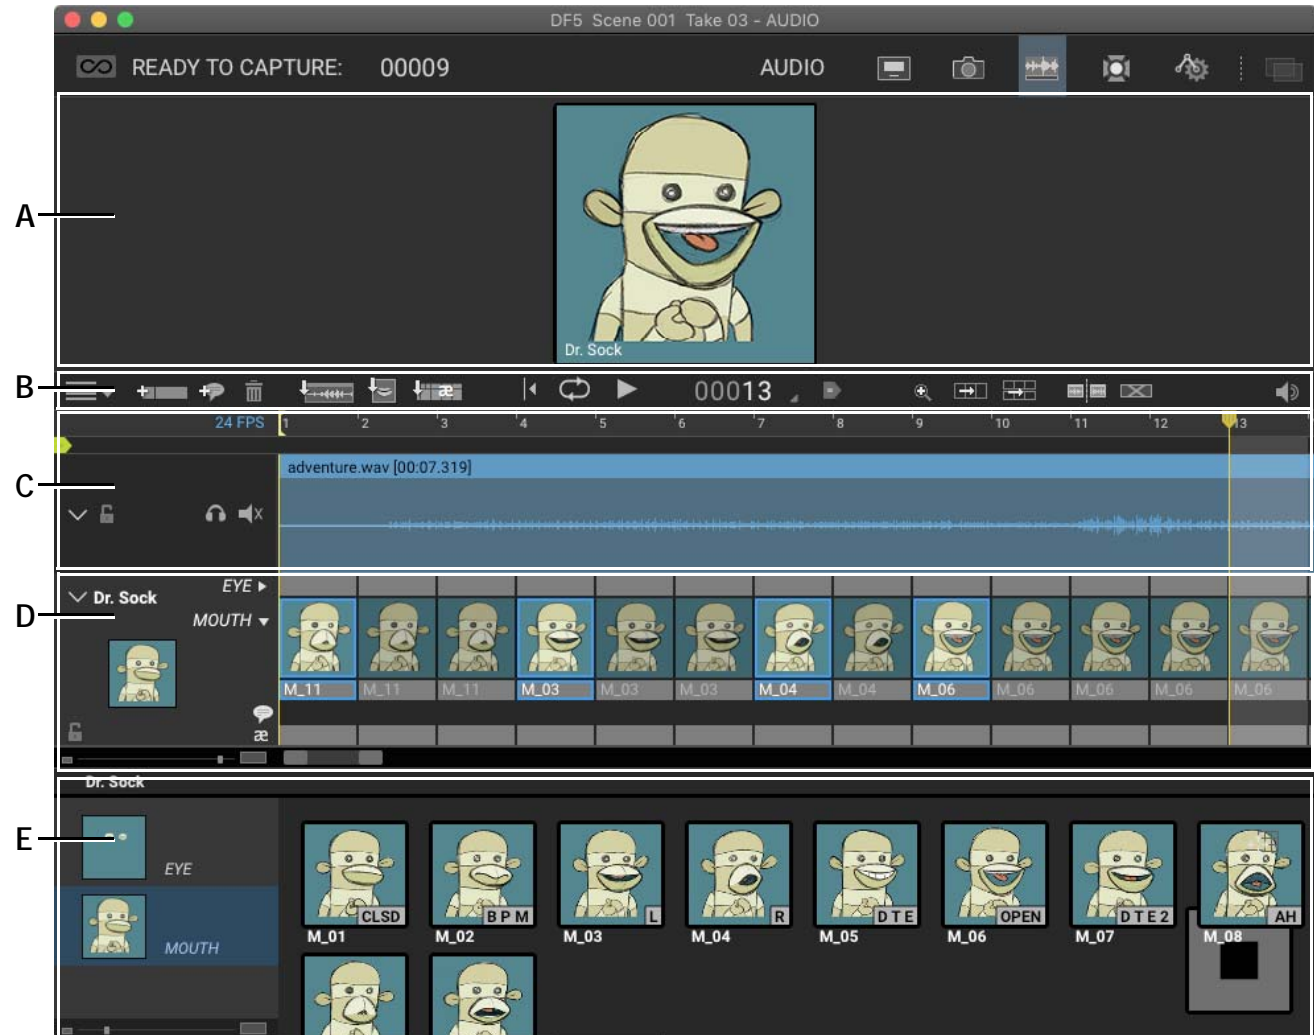 DF5 Scene 001 Take 03 - AUDIO
READY TO CAPTURE: 00009 AUDIO
A
Dr. Sock
B
00013
æ
24 FPS 1 2 3 4 5 6 7 8 9 10 11 12 13
adventure.wav [00:07.319]
C
D
Dr. Sock
EYE
MOUTH
M_11 M_11 M_11 M_03 M_03 M_03 M_04 M_04 M_06 M_06 M_06 M_06 M_06
æ
Dr. Sock
E
EYE
MOUTH
CLSD BPM L R DTE OPEN DTE2 AH
M_01 M_02 M_03 M_04 M_05 M_06 M_07 M_08